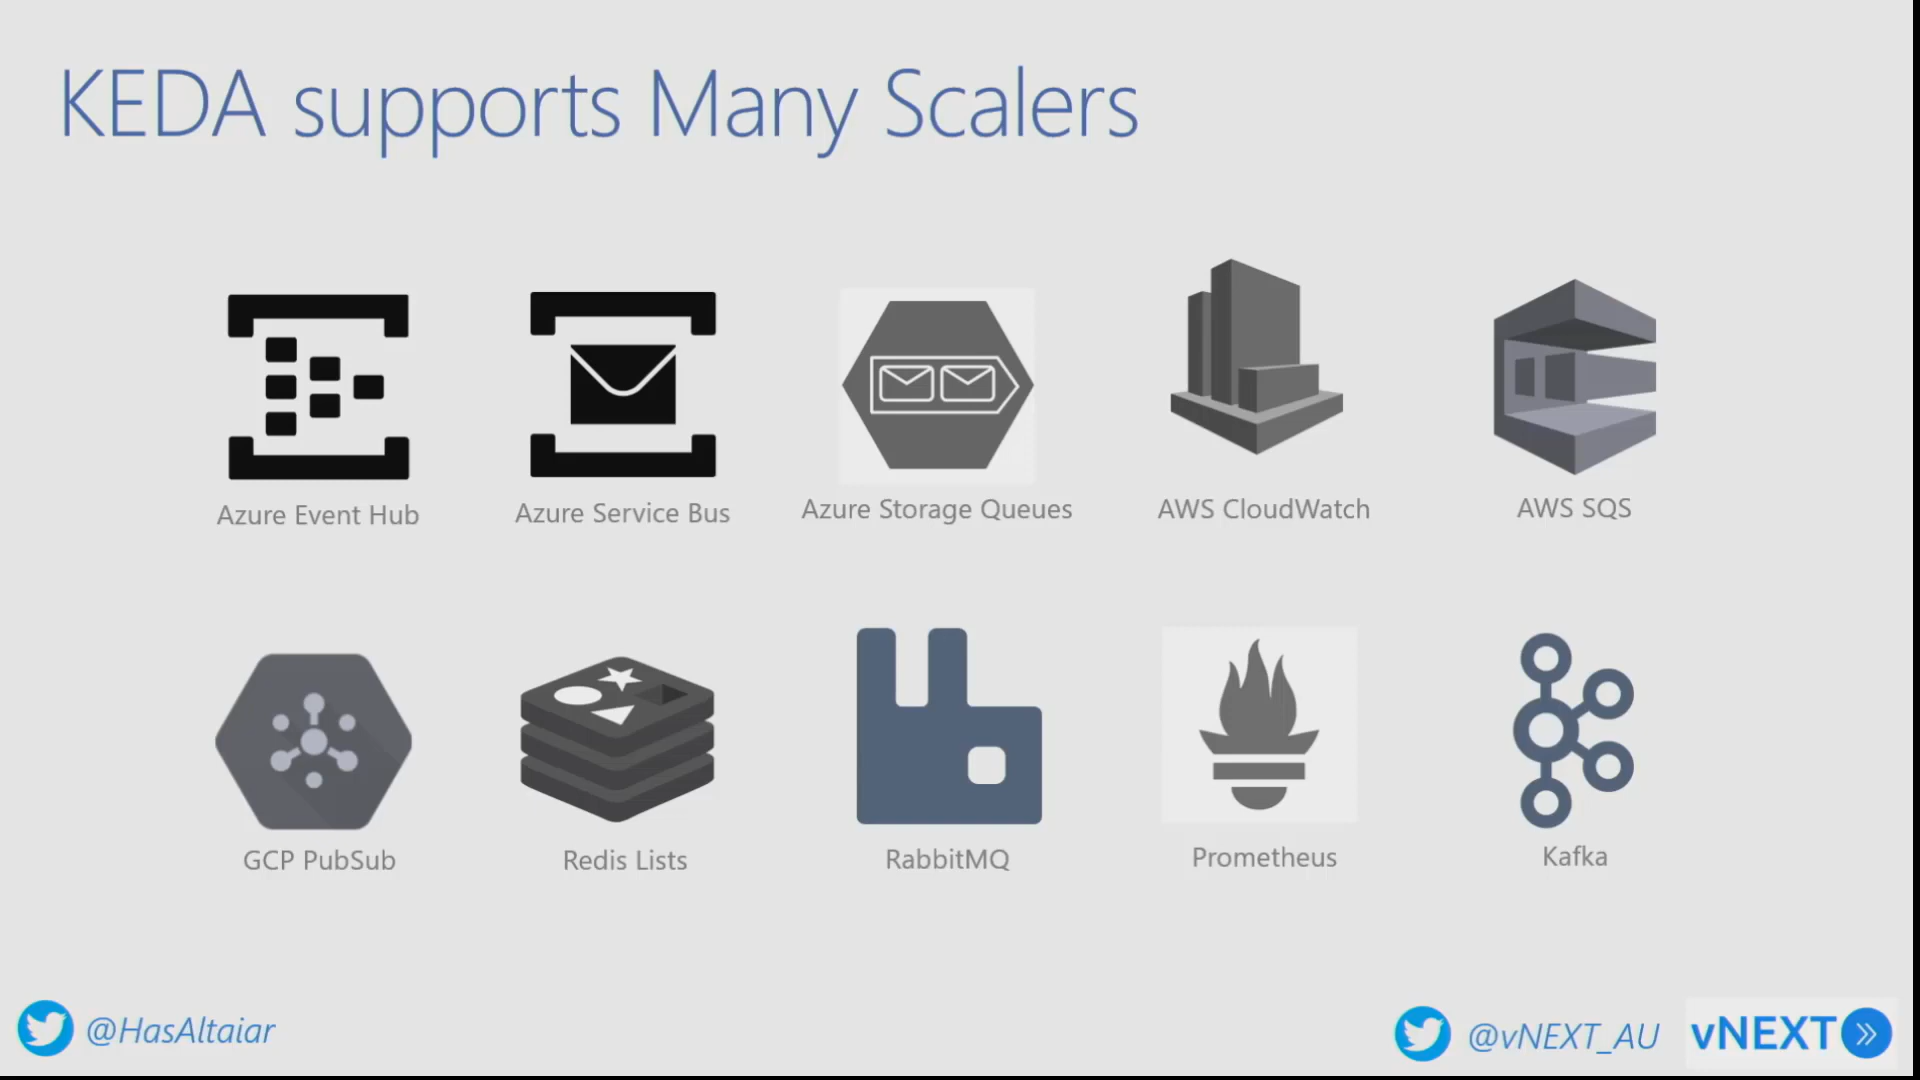 KEDA supports Many Scalers
Azure Event Hub
Azure Service Bus
Azure Storage Queues
AWS CloudWatch
AWS SQS
GCP PubSub
Redis Lists
RabbitMQ
Prometheus
Kafka
@HasAltaiar
@vNEXT_AU
vNEXT